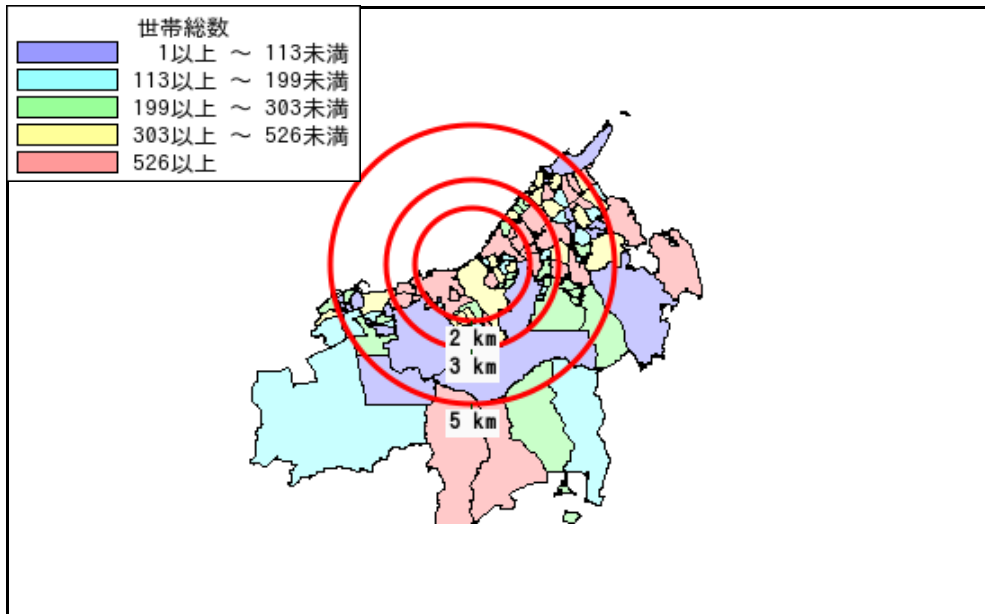 世帯総数
1以上 ～ 113未満
113以上 ～ 199未満
199以上 ～ 303未満
303以上 ～ 526未満
526以上
2 km
3 km
5 km